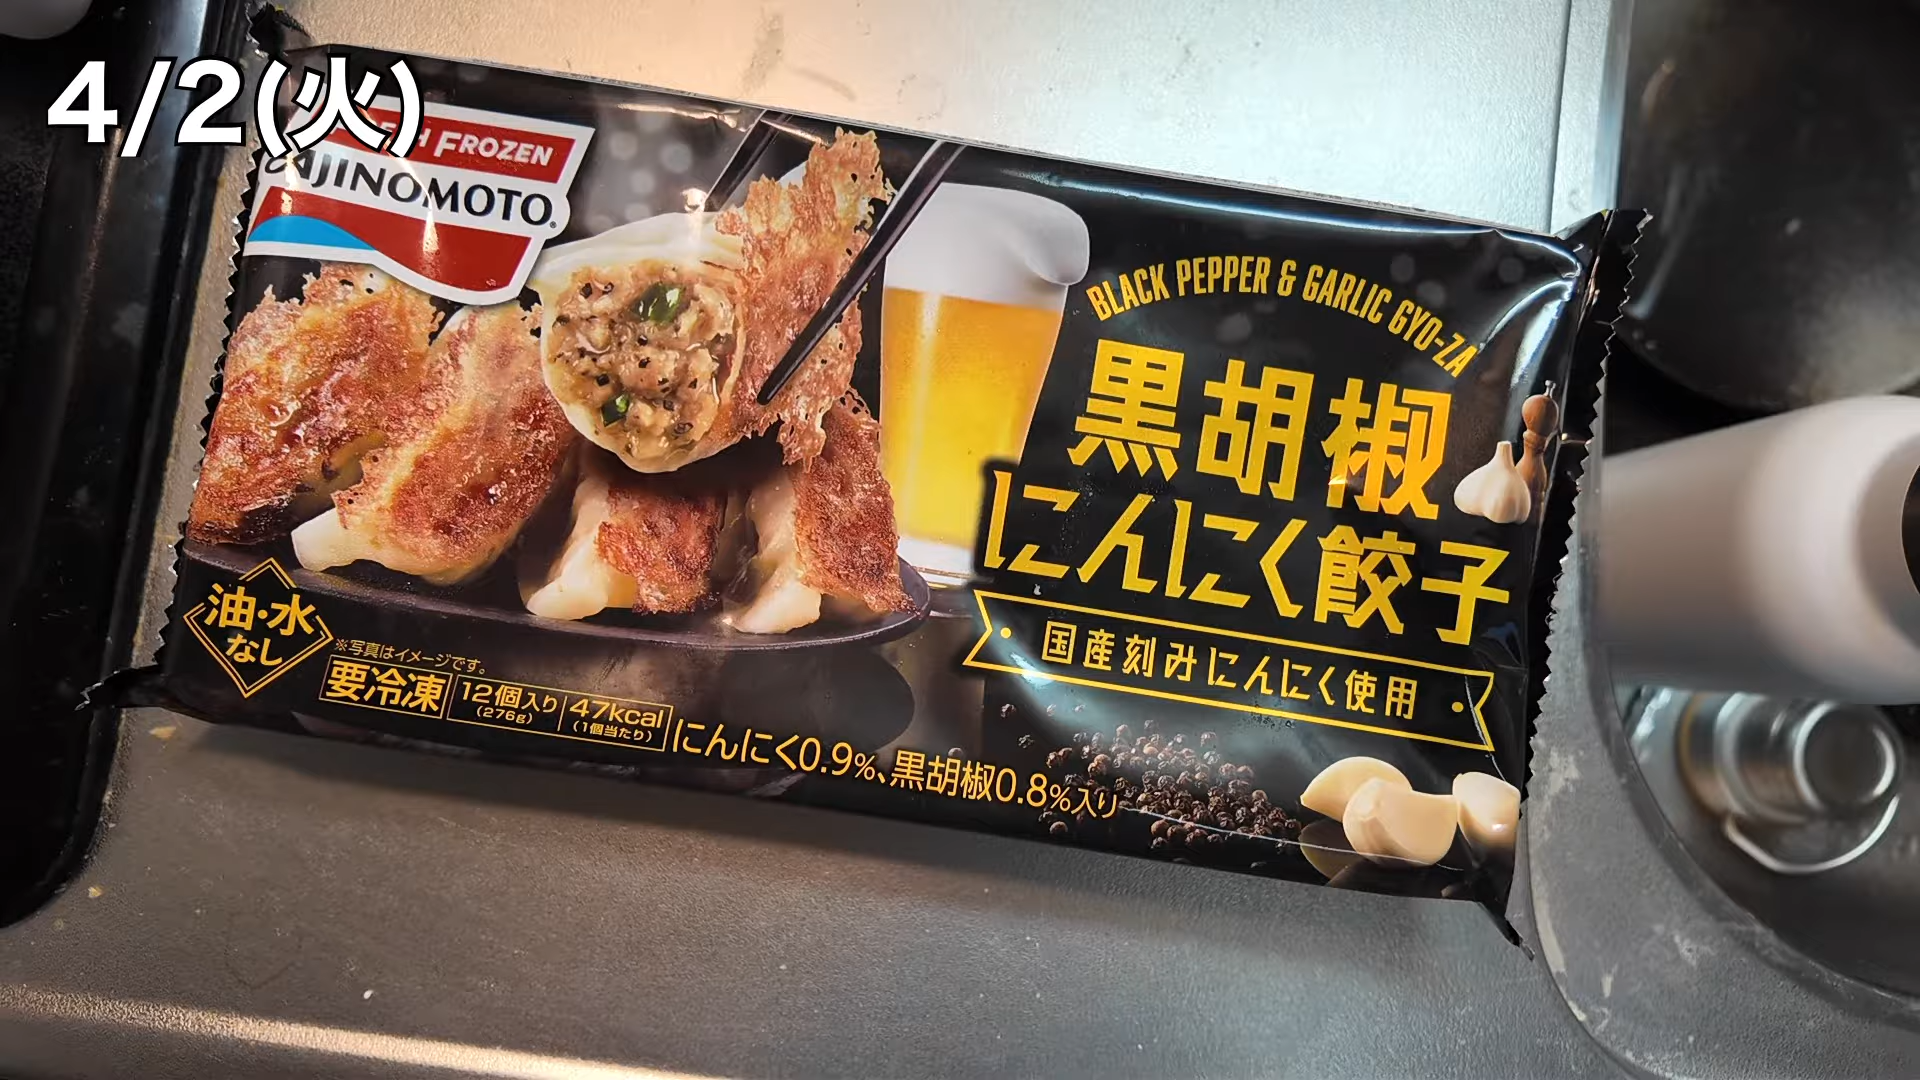 4/2(火)
FROZEN
AJINOMOTO®
BLACK PEPPER & GARLIC GYO-ZA
黒胡椒
にんにく餃子
国産刻みにんにく使用
油・水
なし
※写真はイメージです。
要冷凍
12個入り
(276g)
47kcal
(1個当たり)
にんにく0.9%、黒胡椒0.8%入り